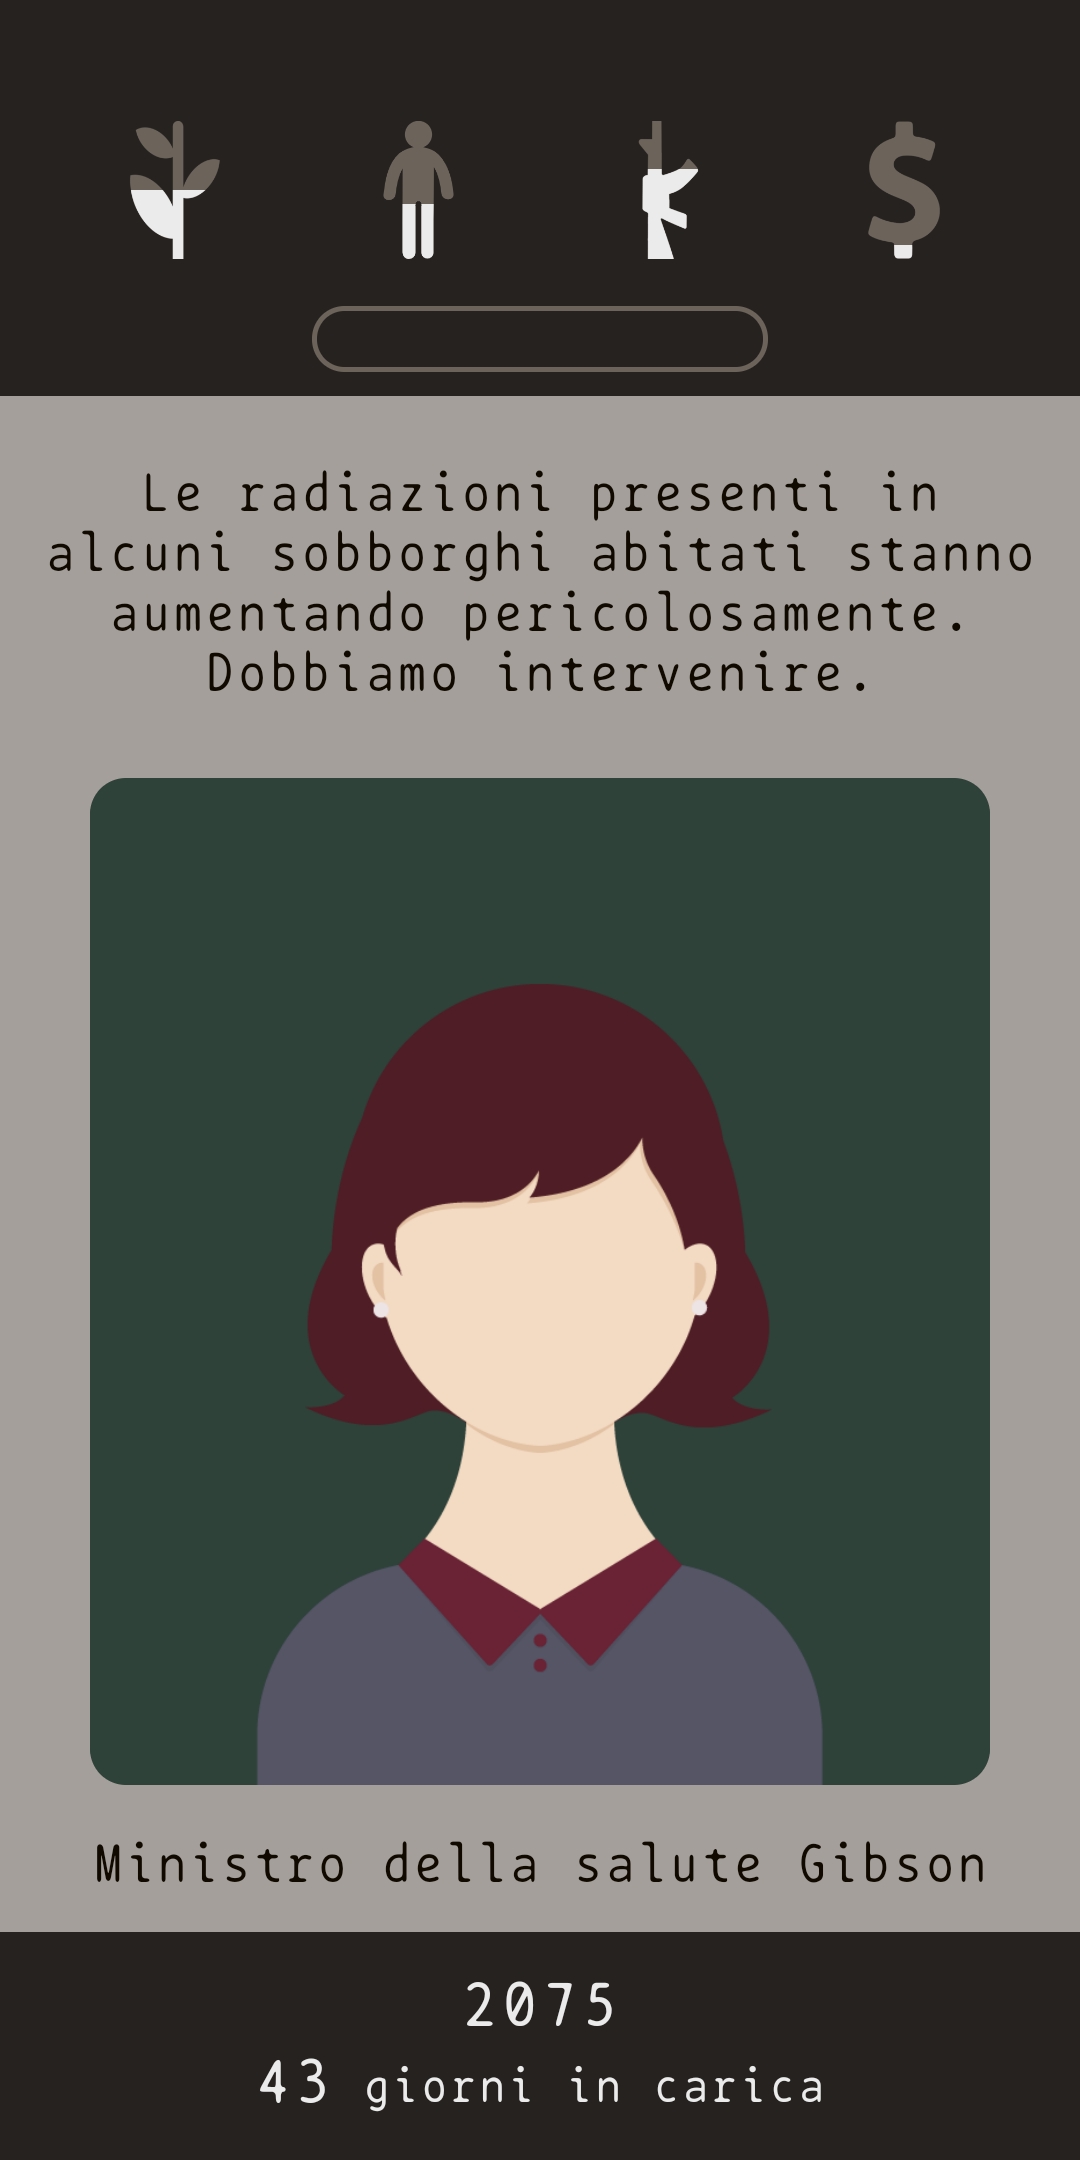 Le radiazioni presenti in
alcuni sobborghi abitati stanno
aumentando pericolosamente.
Dobbiamo intervenire.
Ministro della salute Gibson
2075
43 giorni in carica